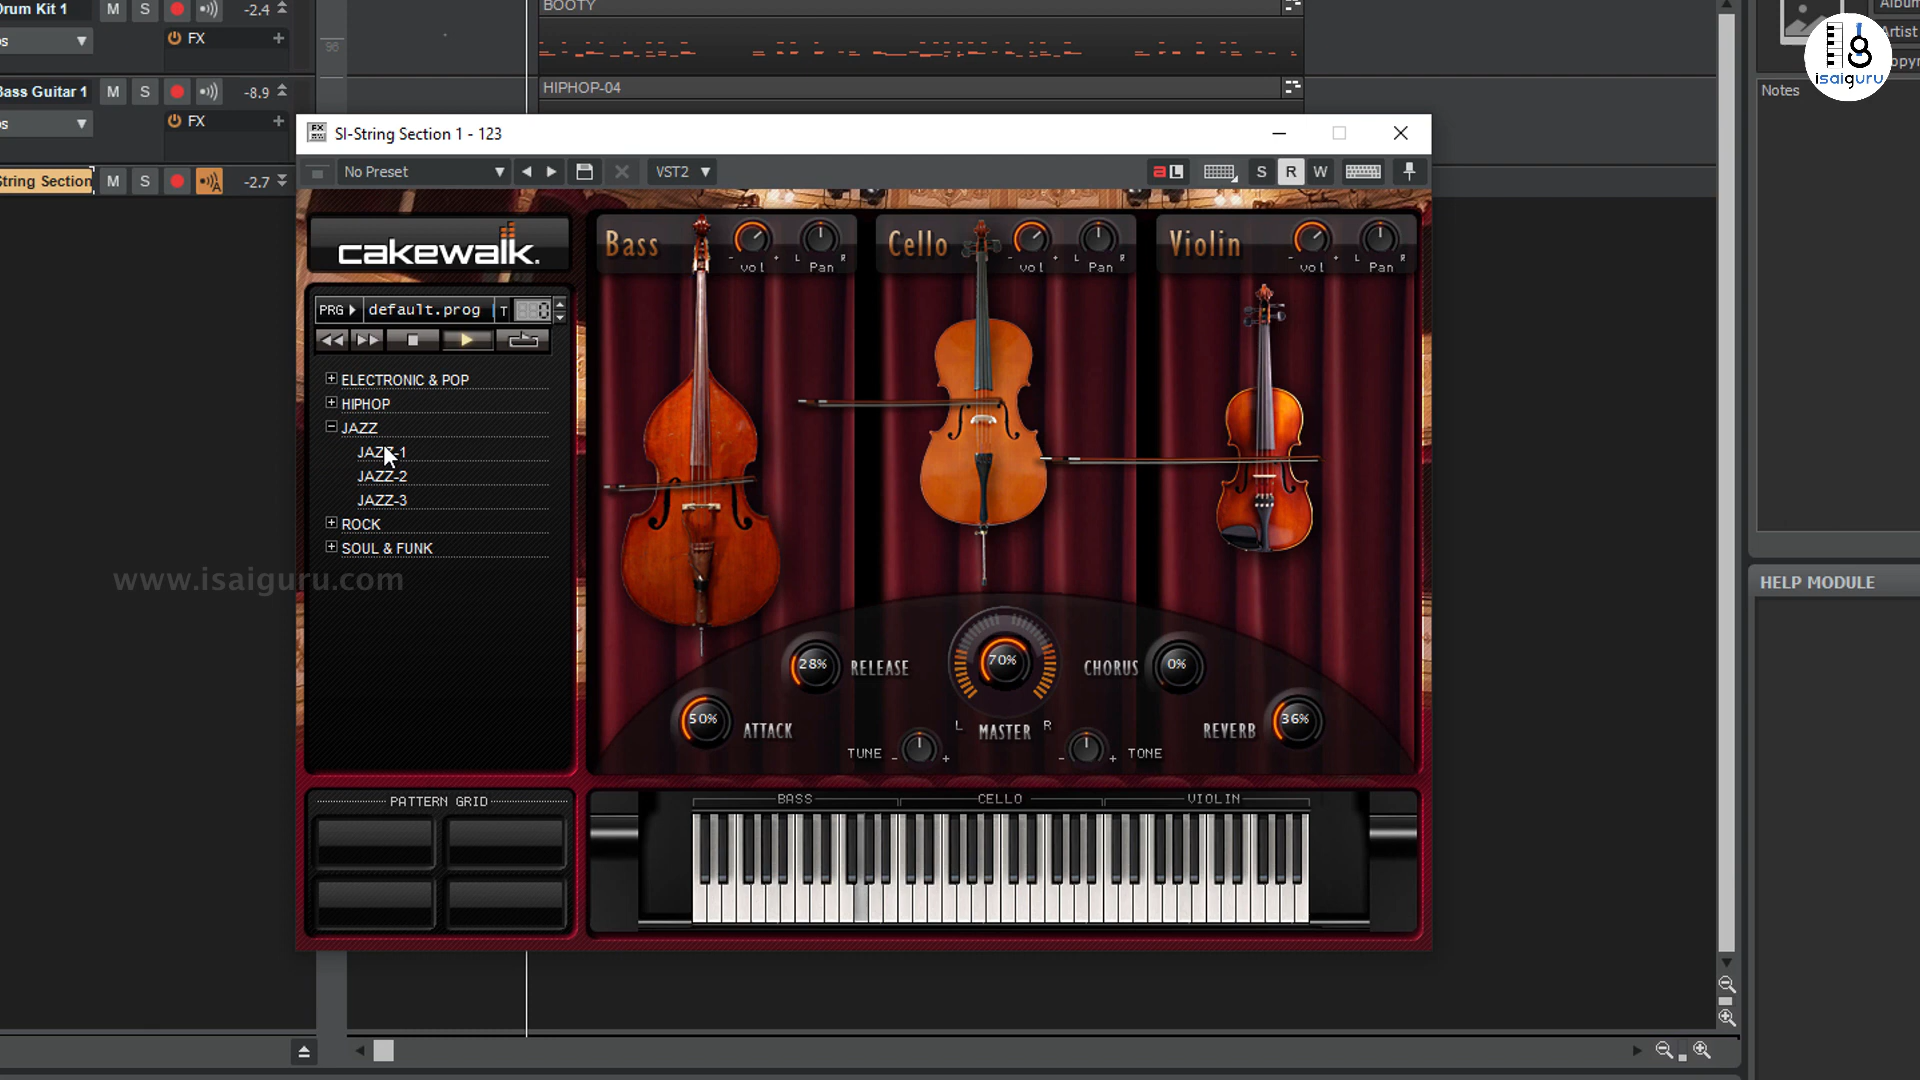 Drum Kit 1 M S -2.4
FX
BOOTY
Album
Artist
isaiguru
Notes
Bass Guitar 1 M S -8.9
FX
HIPHOP-04
String Section M S -2.7
SI-String Section 1 - 123
No Preset VST2 S R W
cakewalk.
Bass vol L Pan R
Cello vol L Pan R
Violin vol L Pan R
PRG default.prog T
ELECTRONIC & POP
HIPHOP
JAZZ
JAZZ-1
JAZZ-2
JAZZ-3
ROCK
SOUL & FUNK
www.isaiguru.com
HELP MODULE
28% RELEASE
70%
CHORUS 0%
50% ATTACK
L MASTER R
REVERB 36%
TUNE - + - + TONE
PATTERN GRID
BASS CELLO VIOLIN